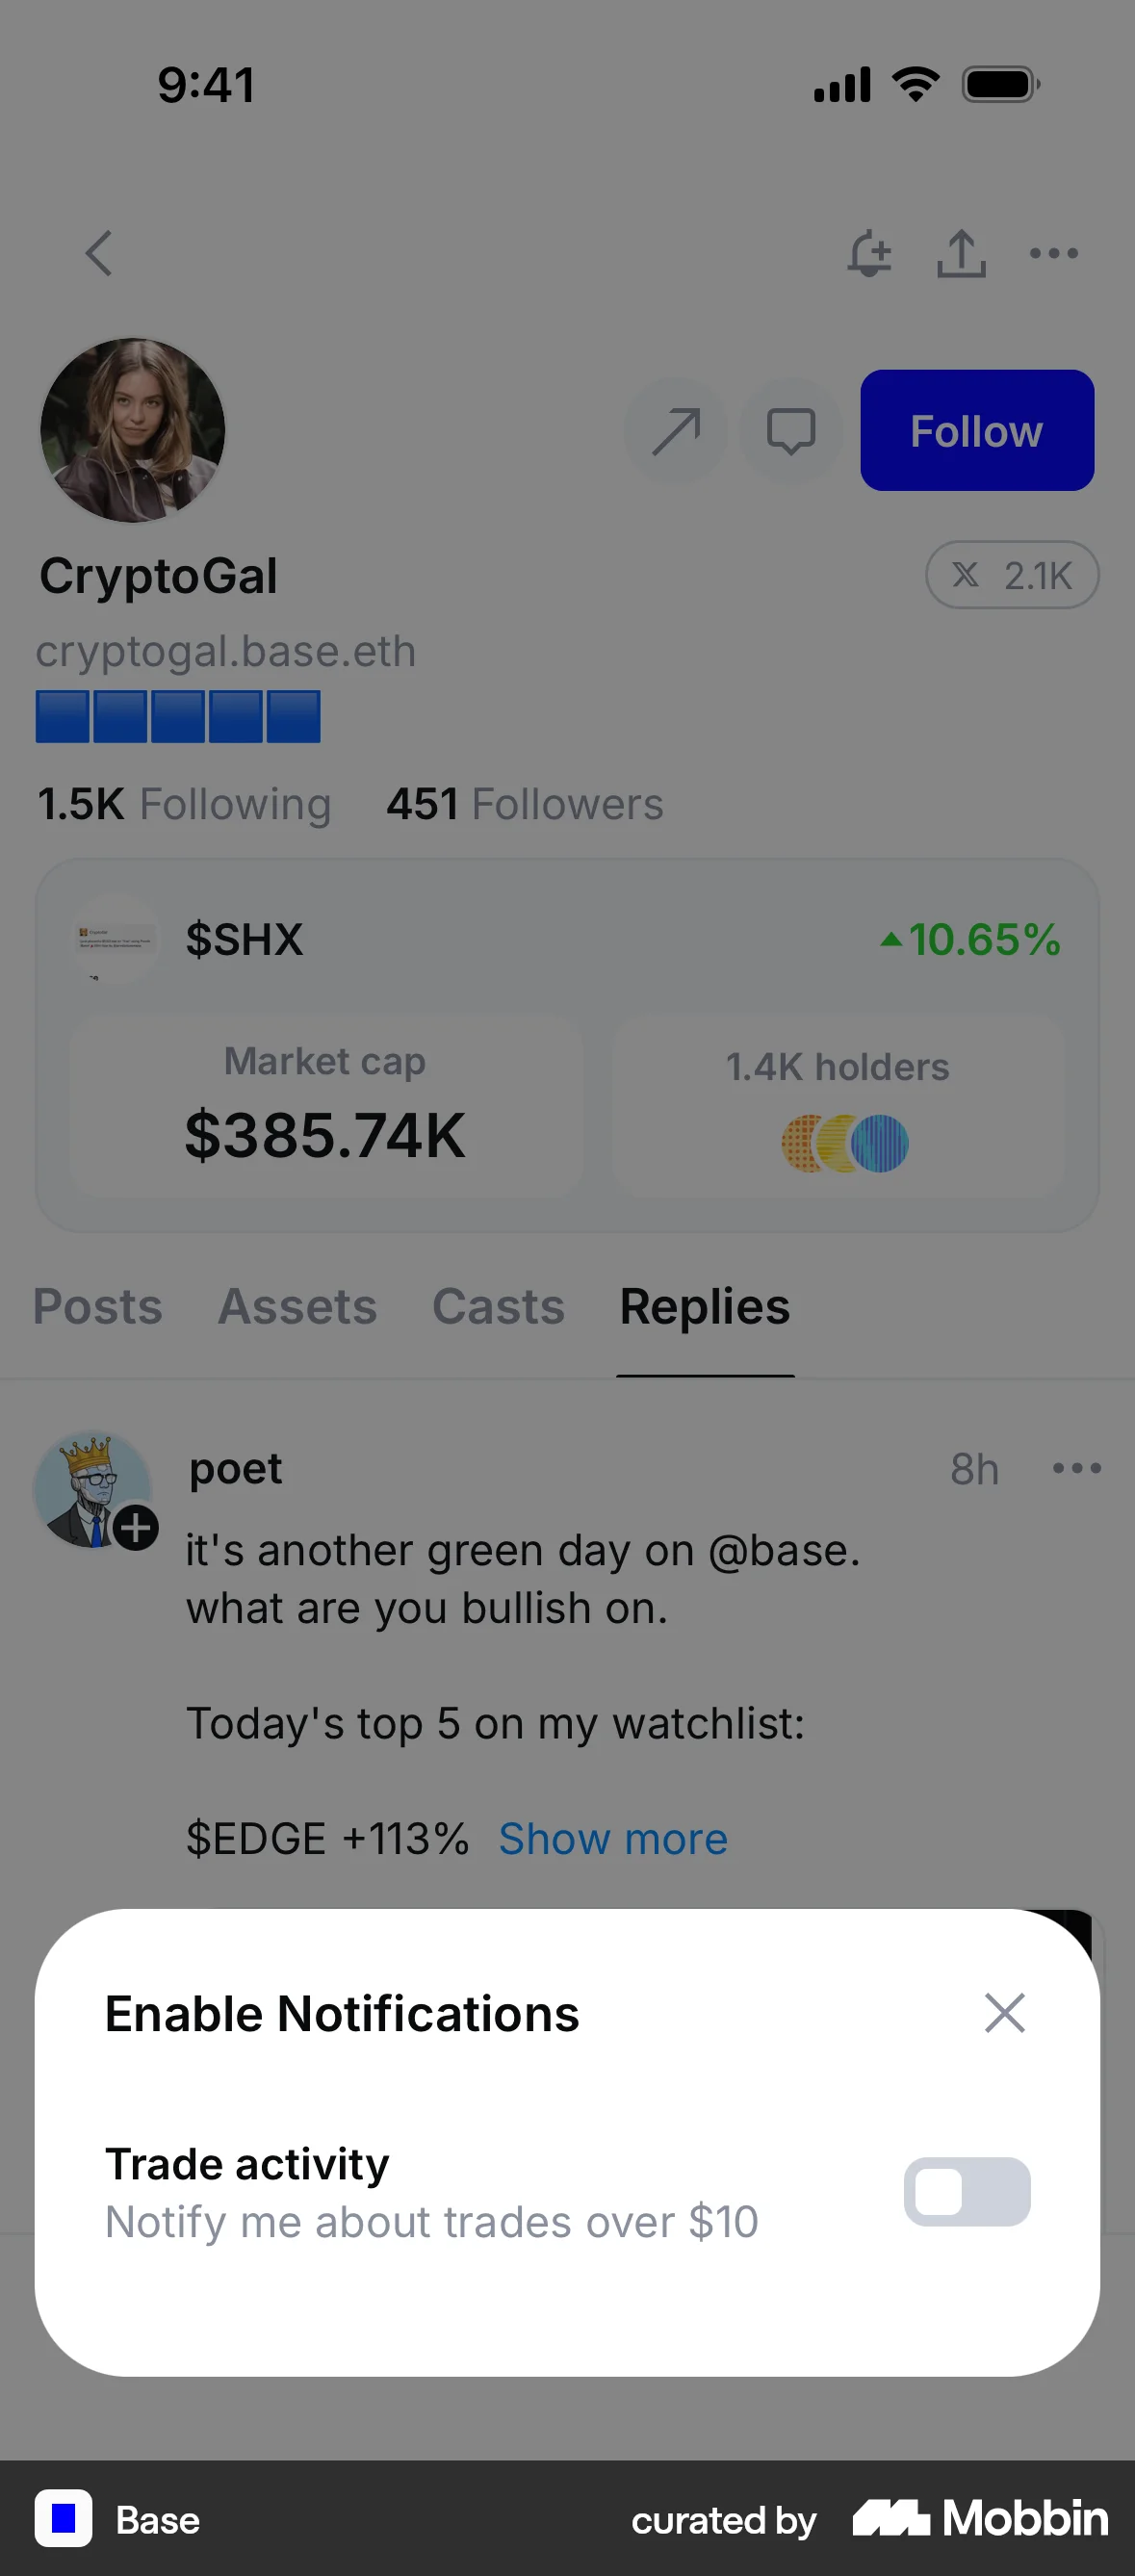 9:41
Follow
CryptoGal
2.1K
cryptogal.base.eth
1.5K Following 451 Followers
$SHX
10.65%
Market cap
1.4K holders
$385.74K
Posts Assets Casts Replies
poet
8h
it's another green day on @base.
what are you bullish on.
Today's top 5 on my watchlist:
$EDGE +113% Show more
Enable Notifications
Trade activity
Notify me about trades over $10
Base
curated by Mobbin